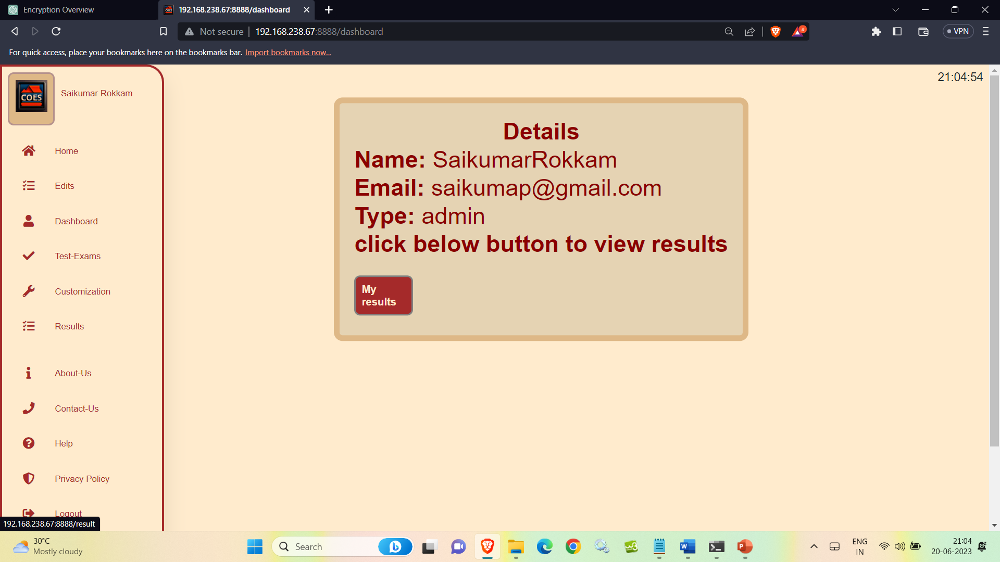 Encryption Overview
192.168.238.67:8888/dashboard
Not secure
192.168.238.67:8888/dashboard
4
VPN
For quick access, place your bookmarks here on the bookmarks bar. Import bookmarks now...
21:04:54
COES
Saikumar Rokkam
Home
Edits
Dashboard
Test-Exams
Customization
Results
About-Us
Contact-Us
Help
Privacy Policy
Logout
Details
Name: SaikumarRokkam
Email: saikumap@gmail.com
Type: admin
click below button to view results
My
results
192.168.238.67:8888/result
30°C
Mostly cloudy
Search
ENG
IN
21:04
20-06-2023